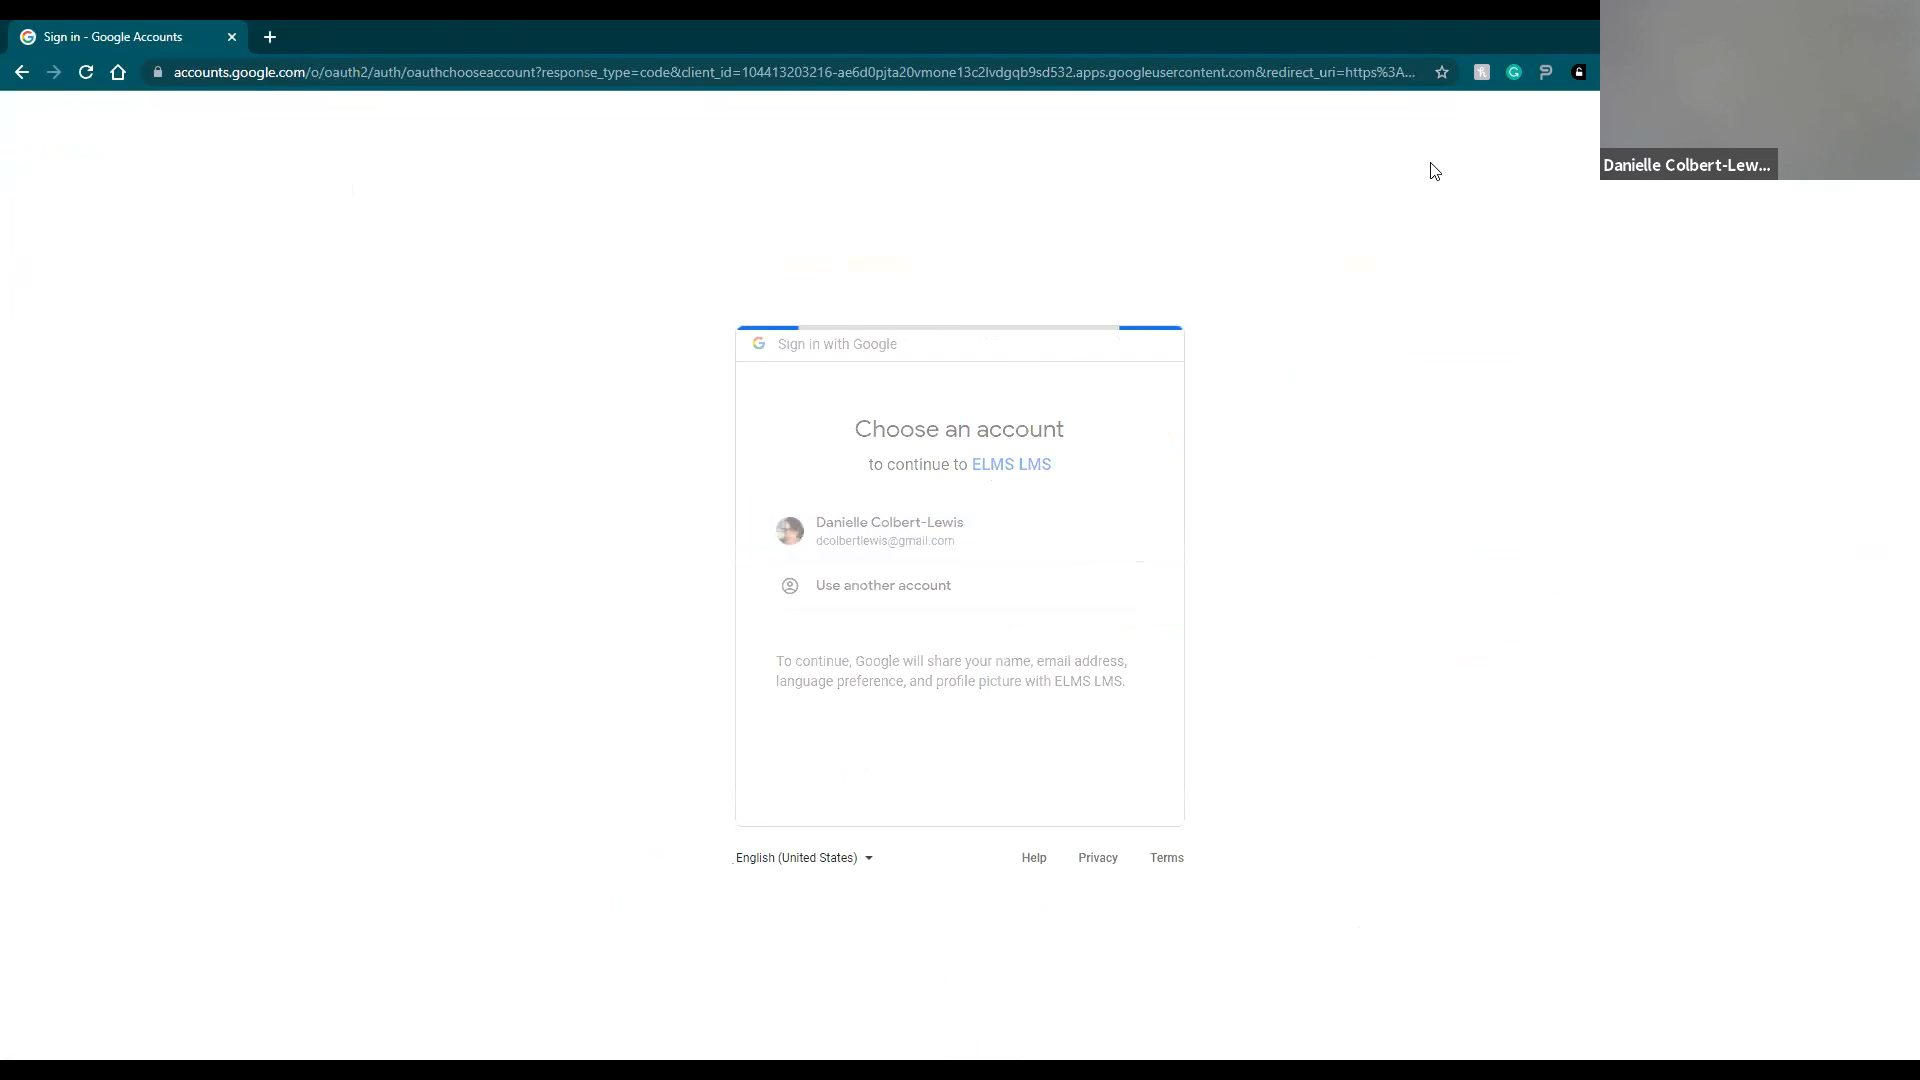 Sign in - Google Accounts
accounts.google.com/o/oauth2/auth/oauthchooseaccount?response_type=code&client_id=104413203216-ae6d0pjta20vmone13c2lvdgqb9sd532.apps.googleusercontent.com&redirect_uri=https%3A...
Danielle Colbert-Lew...
Sign in with Google
Choose an account
to continue to ELMS LMS
Danielle Colbert-Lewis
dcolbertlewis@gmail.com
Use another account
To continue, Google will share your name, email address,
language preference, and profile picture with ELMS LMS.
English (United States)
Help Privacy Terms